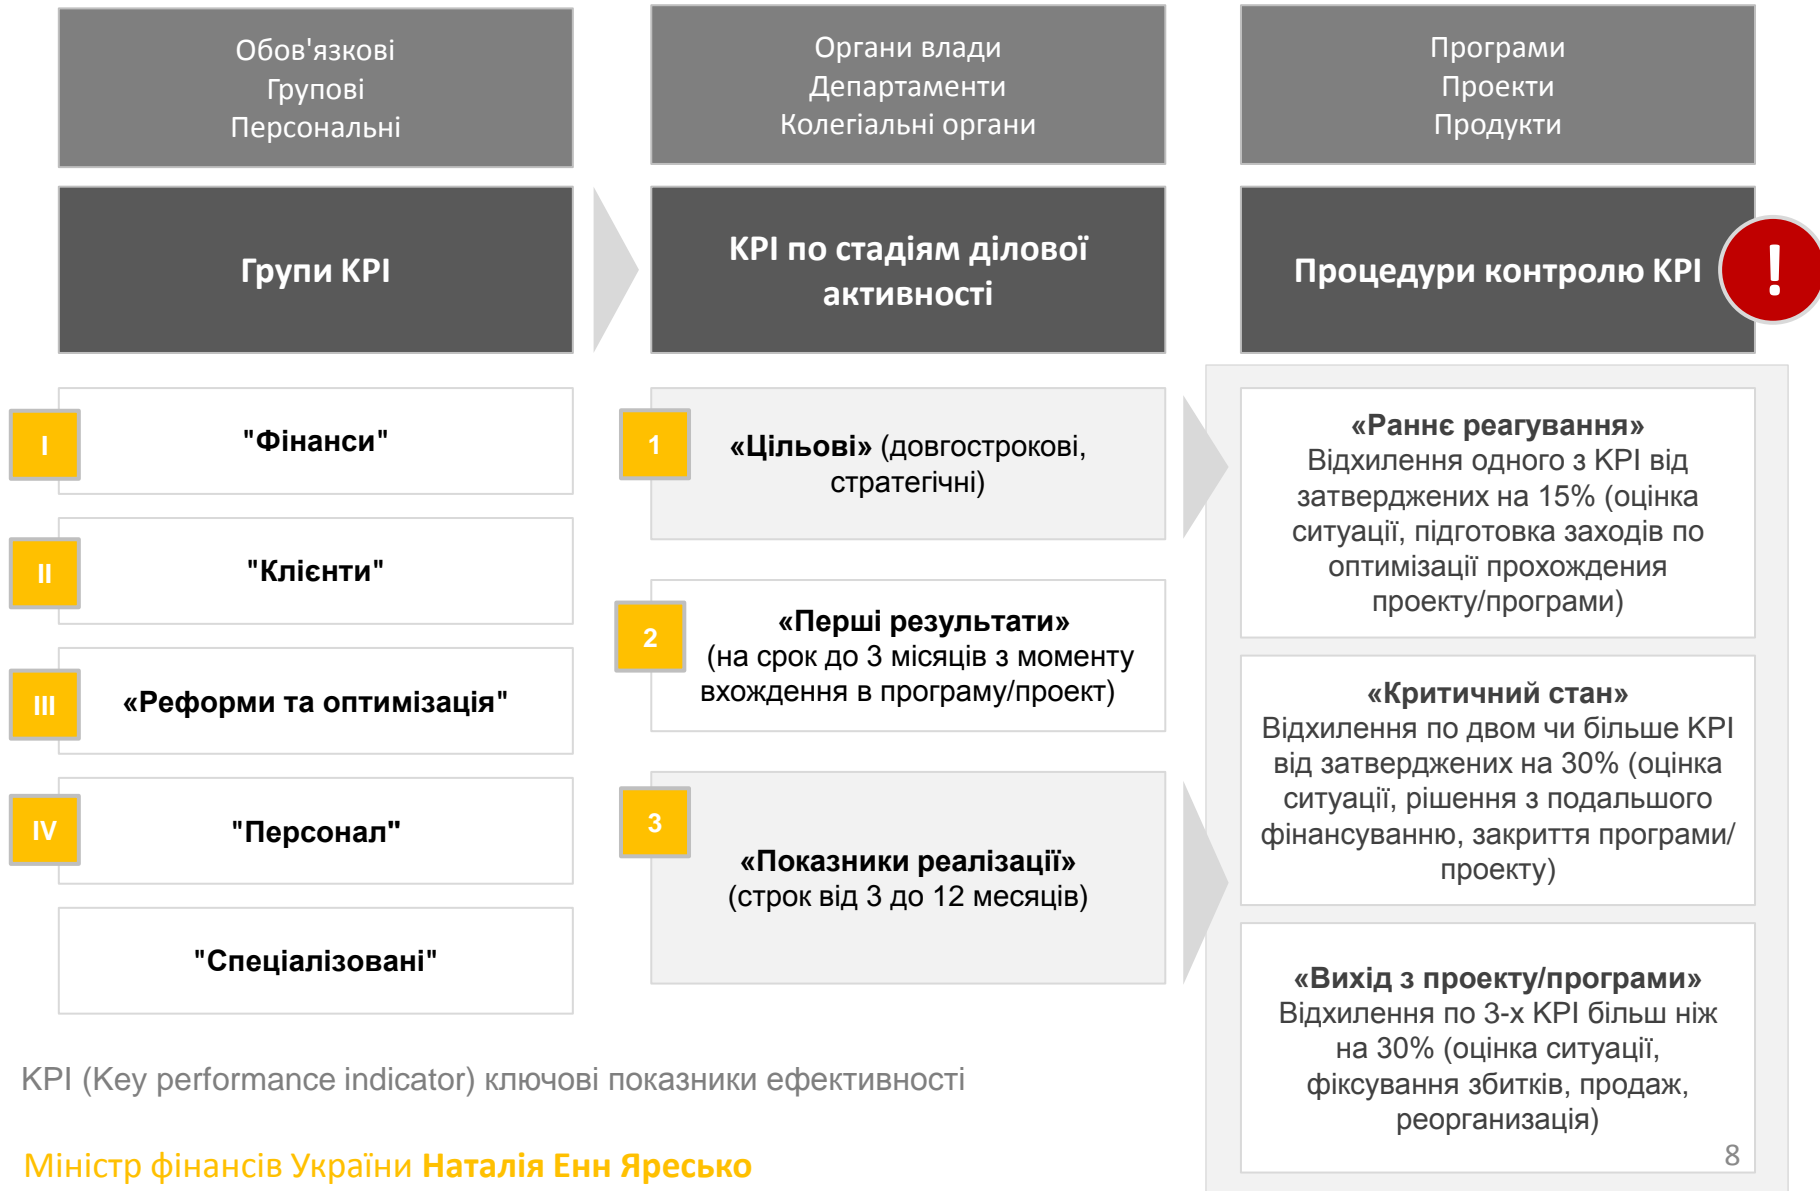 Обов'язкові
Групові
Персональні
Органи влади
Департаменти
Колегіальні органи
Програми
Проекти
Продукти
Групи KPI
KPI по стадіям ділової
активності
Процедури контролю KPI
!
I
"Фінанси"
II
"Клієнти"
III
«Реформи та оптимізація"
IV
"Персонал"
"Спеціалізовані"
1
«Цільові» (довгострокові,
стратегічні)
2
«Перші результати»
(на срок до 3 місяців з моменту
вхождення в програму/проект)
3
«Показники реалізації»
(строк від 3 до 12 месяців)
«Раннє реагування»
Відхилення одного з KPI від
затверджених на 15% (оцінка
ситуації, підготовка заходів по
оптимізації прохождения
проекту/програми)
«Критичний стан»
Відхилення по двом чи більше KPI
від затверджених на 30% (оцінка
ситуації, рішення з подальшого
фінансуванню, закриття програми/
проекту)
«Вихід з проекту/програми»
Відхилення по 3-х KPI більш ніж
на 30% (оцінка ситуації,
фіксування збитків, продаж,
реорганизація)
KPI (Key performance indicator) ключові показники ефективності
Міністр фінансів України Наталія Енн Яресько
8